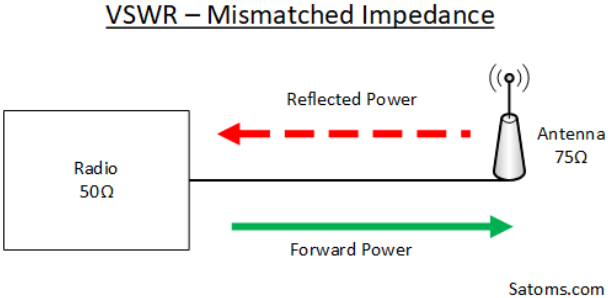 VSWR – Mismatched Impedance
Reflected Power
Antenna
75Ω
Radio
50Ω
Forward Power
Satoms.com